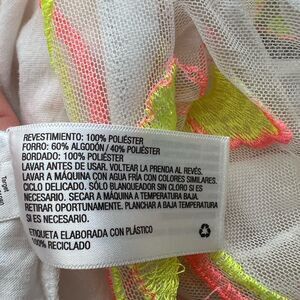 REVESTIMIENTO: 100% POLIÉSTER
FORRO: 60% ALGODÓN / 40% POLIÉSTER
BORDADO: 100% POLIÉSTER
LAVAR ANTES DE USAR. VOLTEAR LA PRENDA AL REVÉS.
LAVAR A MÁQUINA CON AGUA FRÍA CON COLORES SIMILARES.
CICLO DELICADO. SÓLO BLANQUEADOR SIN CLORO SI ES
NECESARIO. SECAR A MÁQUINA A TEMPERATURA BAJA.
RETIRAR OPORTUNAMENTE. PLANCHAR A BAJA TEMPERATURA
SI ES NECESARIO.
ETIQUETA ELABORADA CON PLÁSTICO
100% RECICLADO
Target